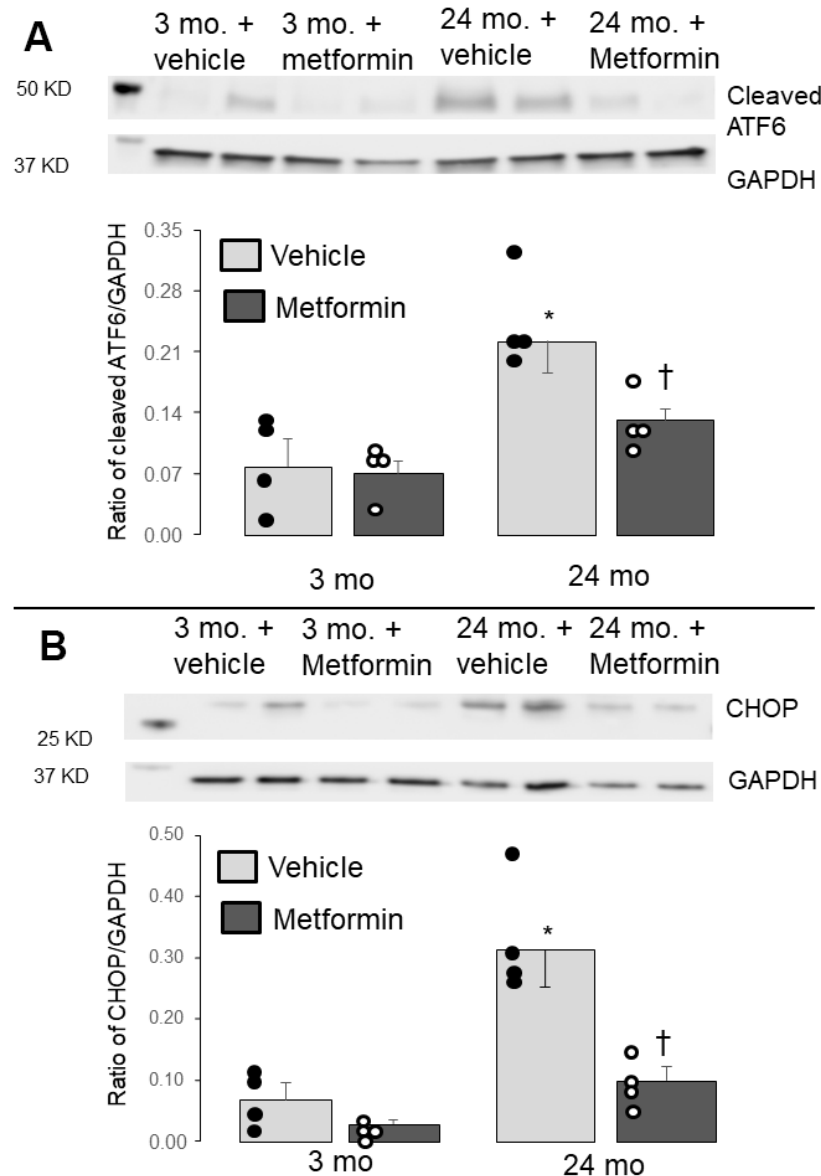 A
3 mo. + 3 mo. + 24 mo. + 24 mo. +
vehicle metformin vehicle Metformin
50 KD
Cleaved
ATF6
37 KD
GAPDH
Ratio of cleaved ATF6/GAPDH
0.35
0.28
0.21
0.14
0.07
0.00
Vehicle
Metformin
*
†
3 mo 24 mo
B
3 mo. + 3 mo. + 24 mo. + 24 mo. +
vehicle Metformin vehicle Metformin
CHOP
25 KD
37 KD
GAPDH
Ratio of CHOP/GAPDH
0.50
0.40
0.30
0.20
0.10
0.00
Vehicle
Metformin
*
†
3 mo 24 mo